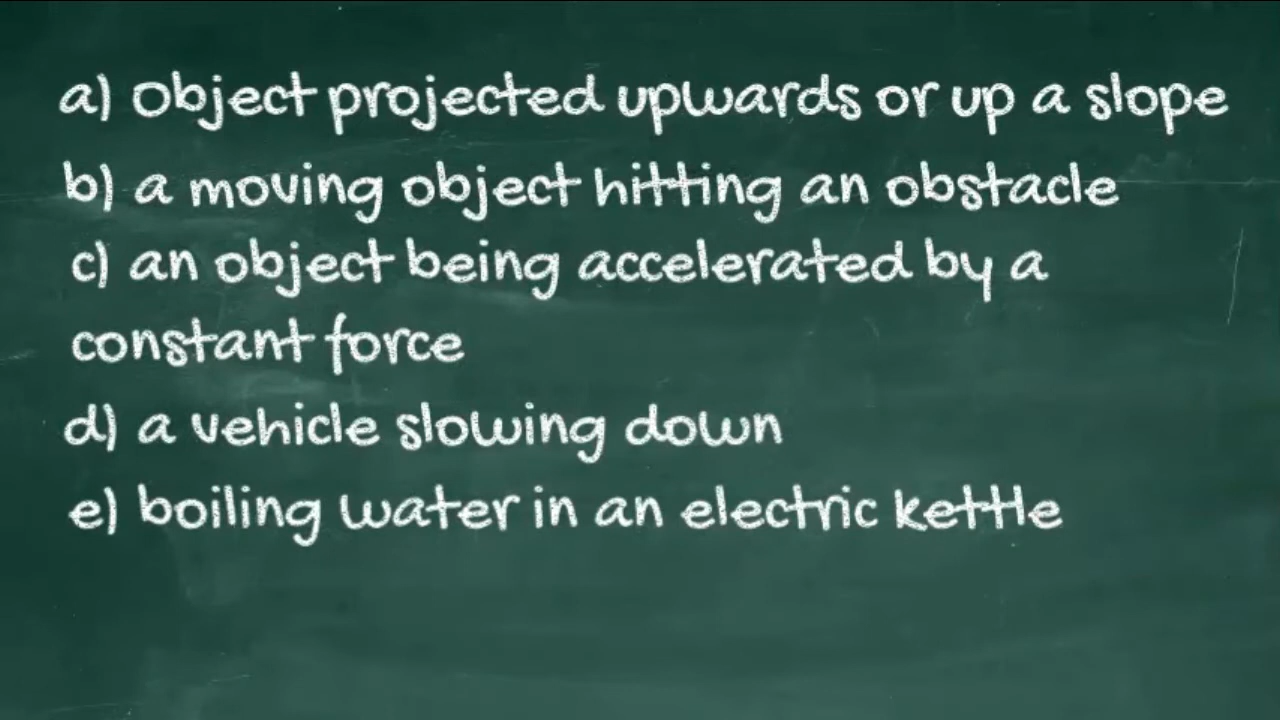 a) Object projected upwards or up a slope
b) a moving object hitting an obstacle
c) an object being accelerated by a
constant force
d) a vehicle slowing down
e) boiling water in an electric kettle